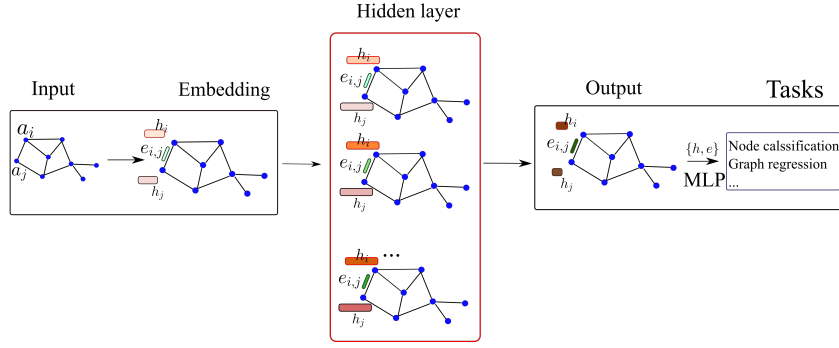 Hidden layer
Input
Embedding
Output
Tasks
a_i
a_j
h_i
e_{i,j}
h_j
h_i
e_{i,j}
h_j
h_i
e_{i,j}
h_j
h_i
...
e_{i,j}
h_j
h_i
e_{i,j}
h_j
{h, e}
MLP
Node calssification
Graph regression
...